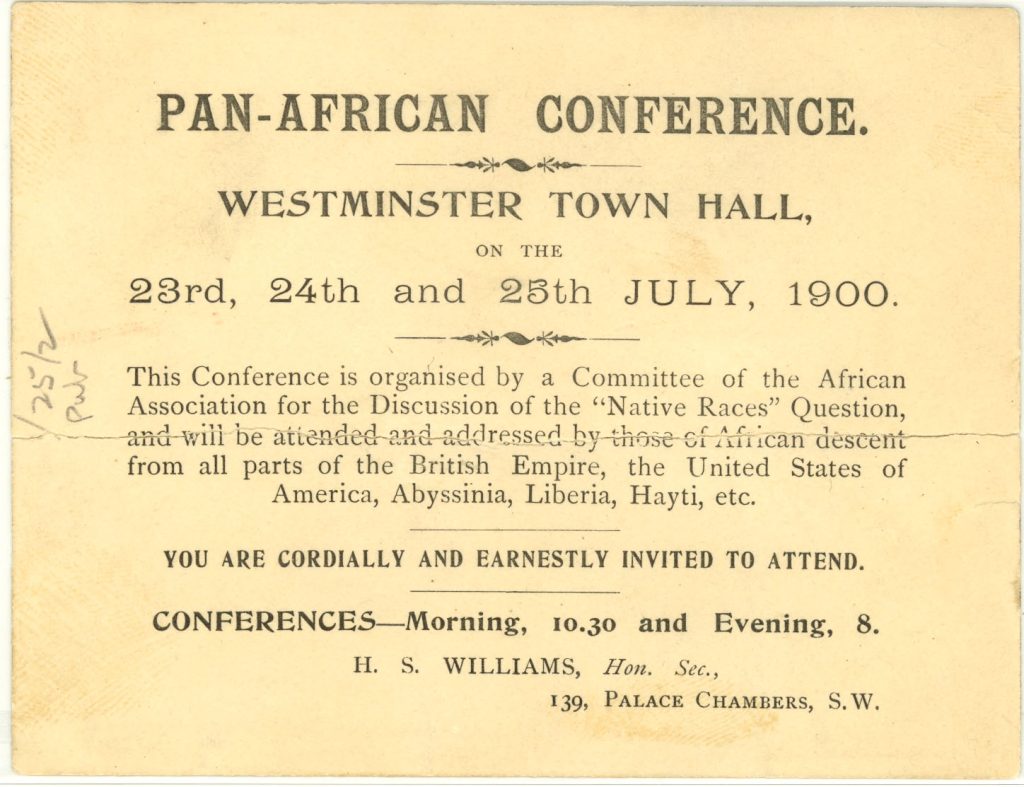 PAN-AFRICAN CONFERENCE.
WESTMINSTER TOWN HALL,
ON THE
23rd, 24th and 25th JULY, 1900.
This Conference is organised by a Committee of the African
Association for the Discussion of the “Native Races” Question,
and will be attended and addressed by those of African descent
from all parts of the British Empire, the United States of
America, Abyssinia, Liberia, Hayti, etc.
YOU ARE CORDIALLY AND EARNESTLY INVITED TO ATTEND.
CONFERENCES—Morning, 10.30 and Evening, 8.
H. S. WILLIAMS, Hon. Sec.,
139, PALACE CHAMBERS, S.W.